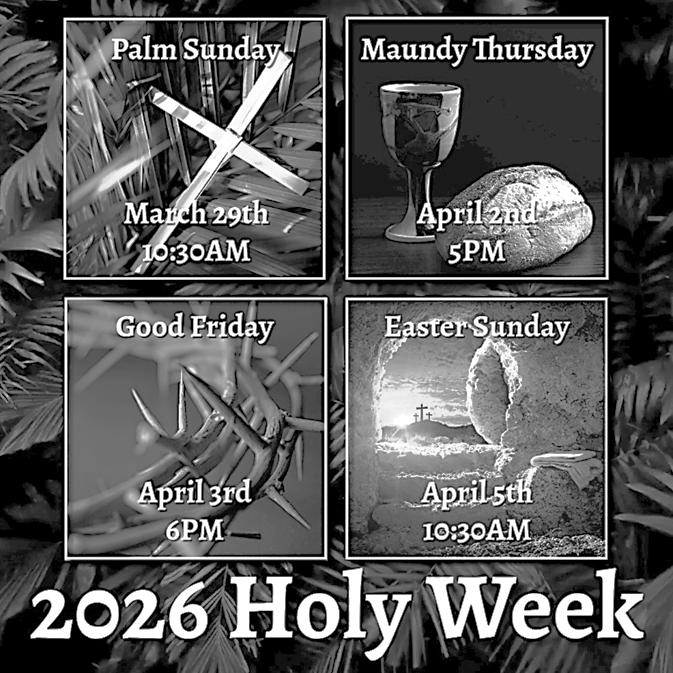 Palm Sunday
March 29th
10:30AM
Maundy Thursday
April 2nd
5PM
Good Friday
April 3rd
6PM
Easter Sunday
April 5th
10:30AM
2026 Holy Week